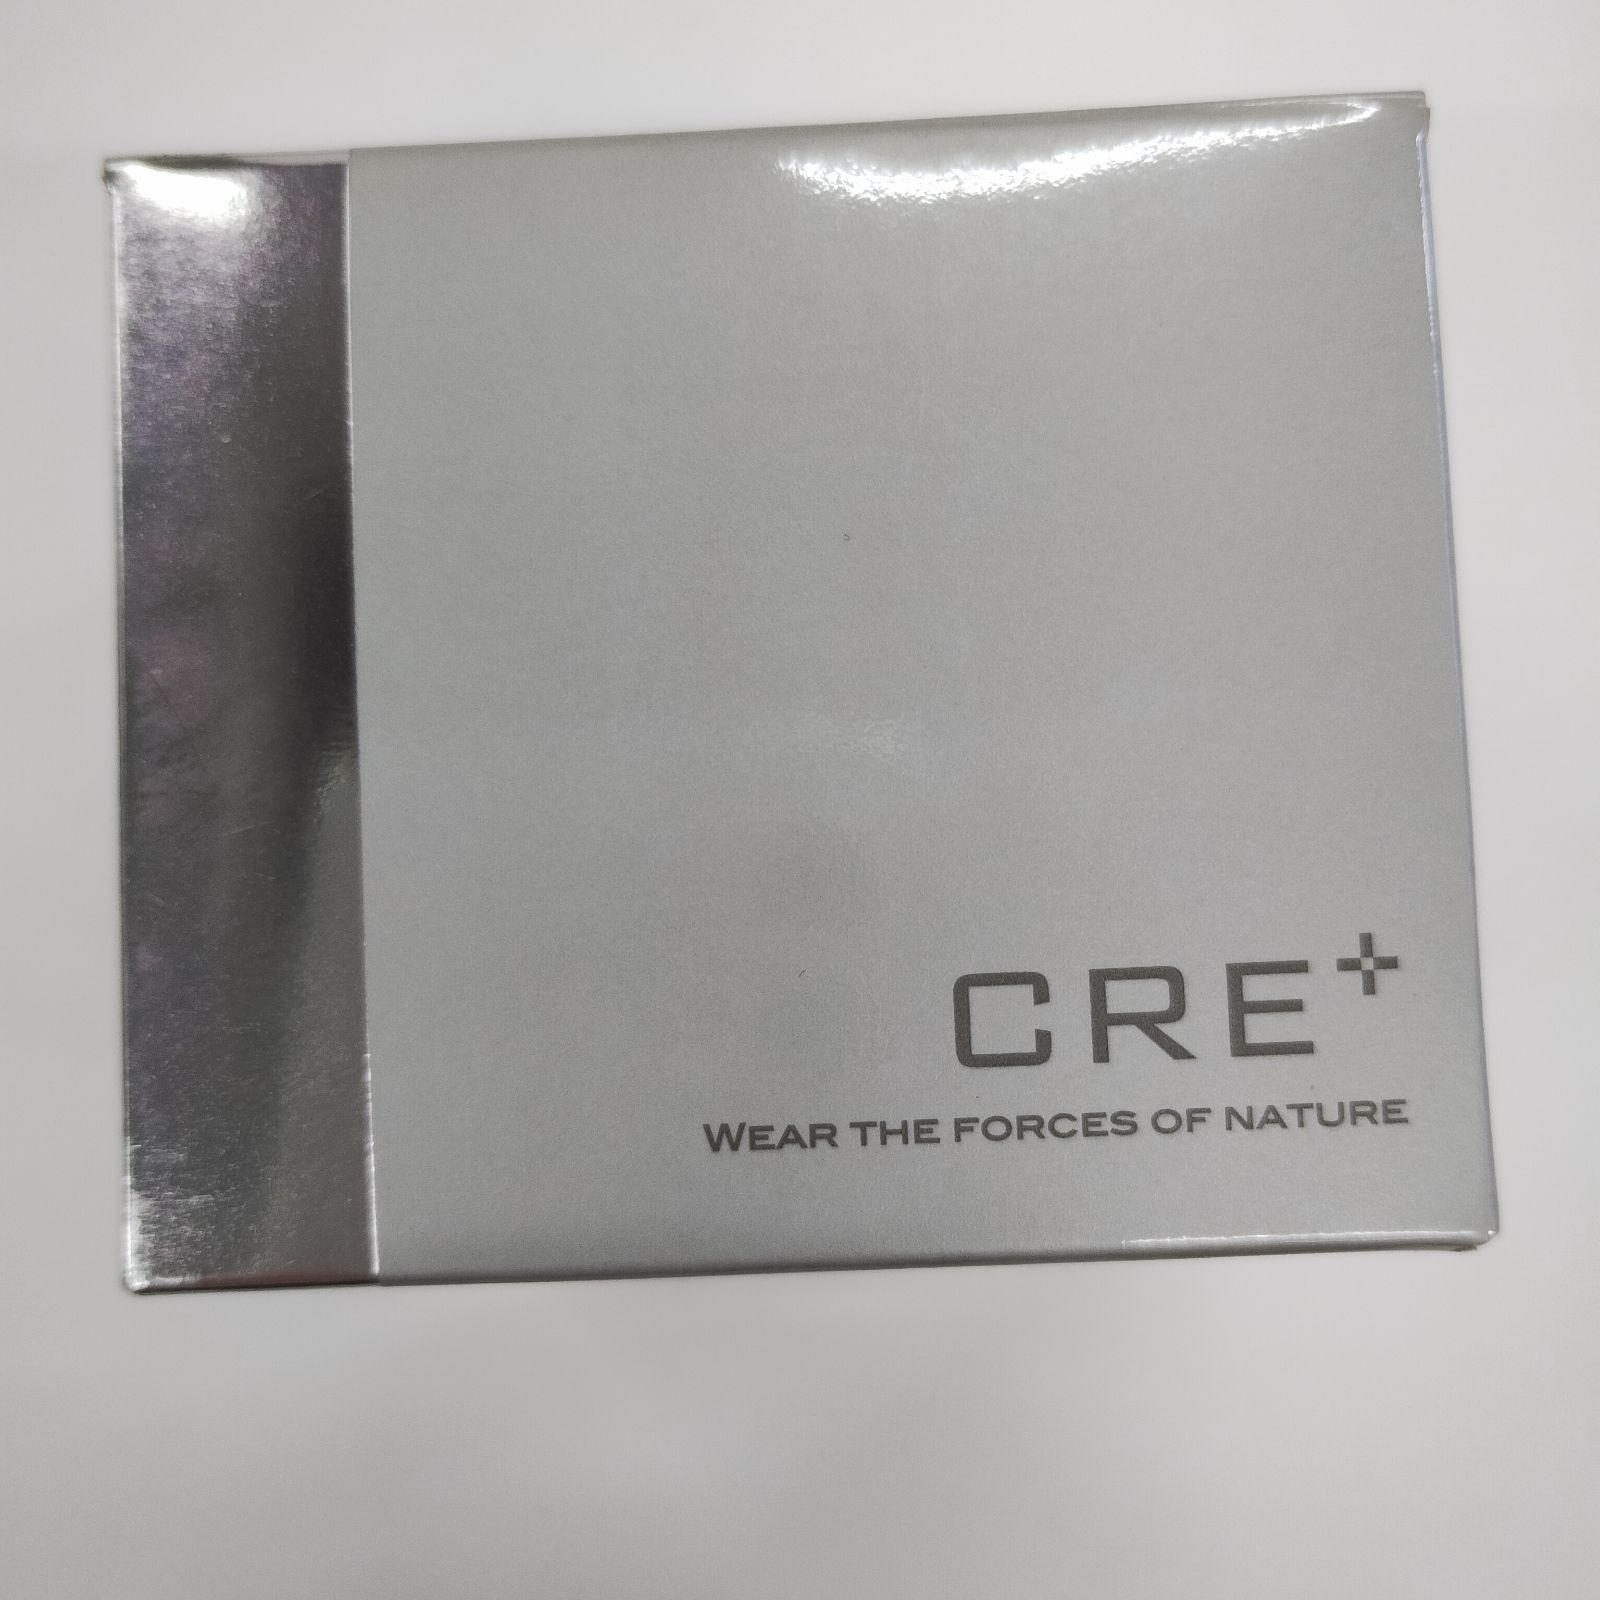 CRE+
WEAR THE FORCES OF NATURE